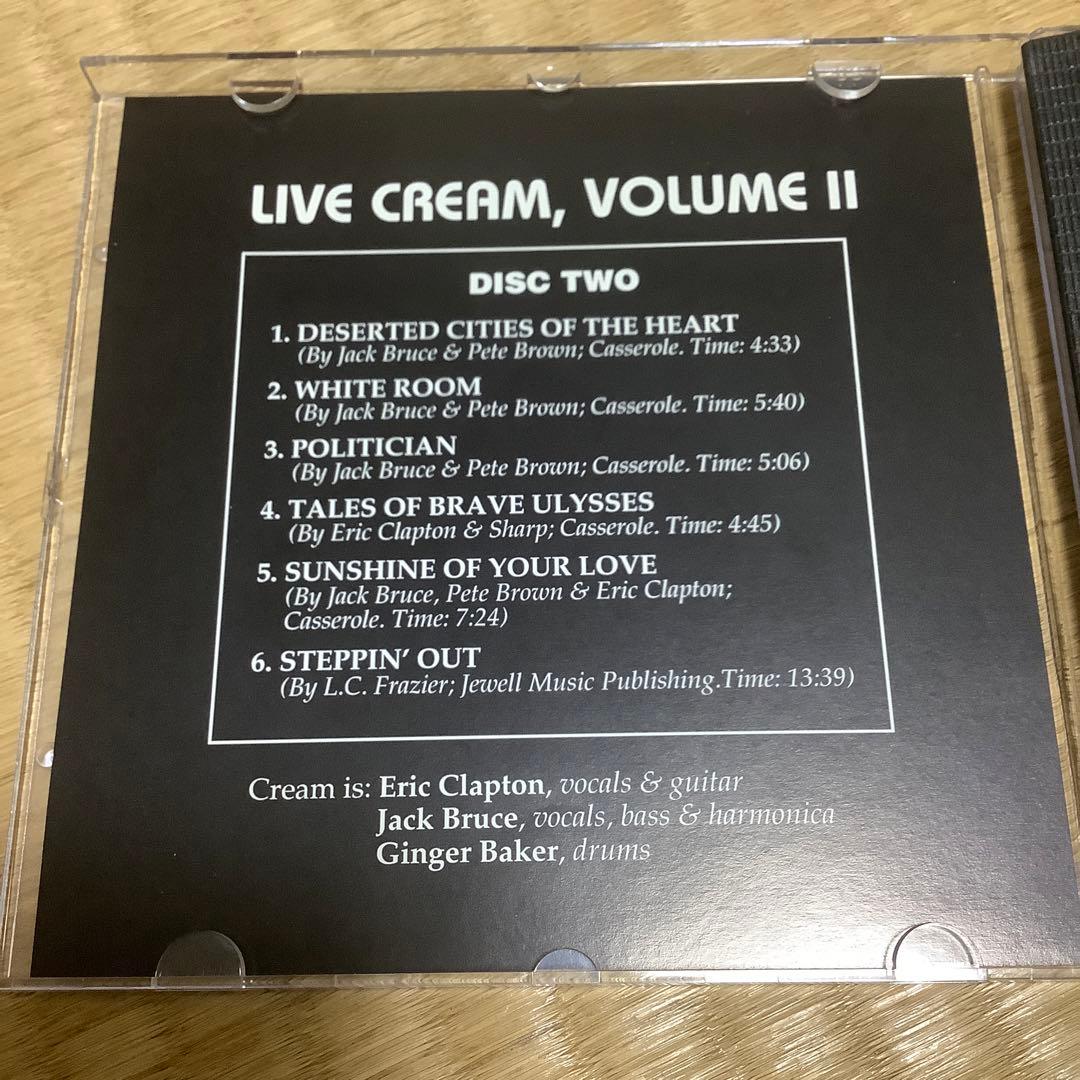 LIVE CREAM, VOLUME II
DISC TWO
1. DESERTED CITIES OF THE HEART
(By Jack Bruce & Pete Brown; Casserole. Time: 4:33)
2. WHITE ROOM
(By Jack Bruce & Pete Brown; Casserole. Time: 5:40)
3. POLITICIAN
(By Jack Bruce & Pete Brown; Casserole. Time: 5:06)
4. TALES OF BRAVE ULYSSES
(By Eric Clapton & Sharp; Casserole. Time: 4:45)
5. SUNSHINE OF YOUR LOVE
(By Jack Bruce, Pete Brown & Eric Clapton;
Casserole. Time: 7:24)
6. STEPPIN' OUT
(By L.C. Frazier; Jewell Music Publishing.Time: 13:39)
Cream is: Eric Clapton, vocals & guitar
Jack Bruce, vocals, bass & harmonica
Ginger Baker, drums